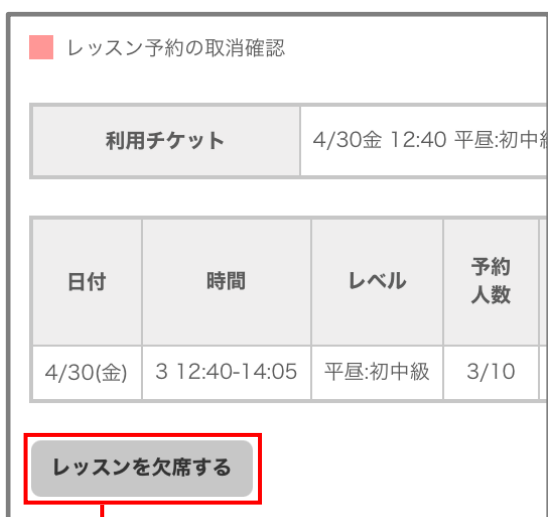 レッスン予約の取消確認
利用チケット 4/30金 12:40 平昼:初中
日付 時間 レベル 予約
人数
4/30(金) 3 12:40-14:05 平昼:初中級 3/10
レッスンを欠席する